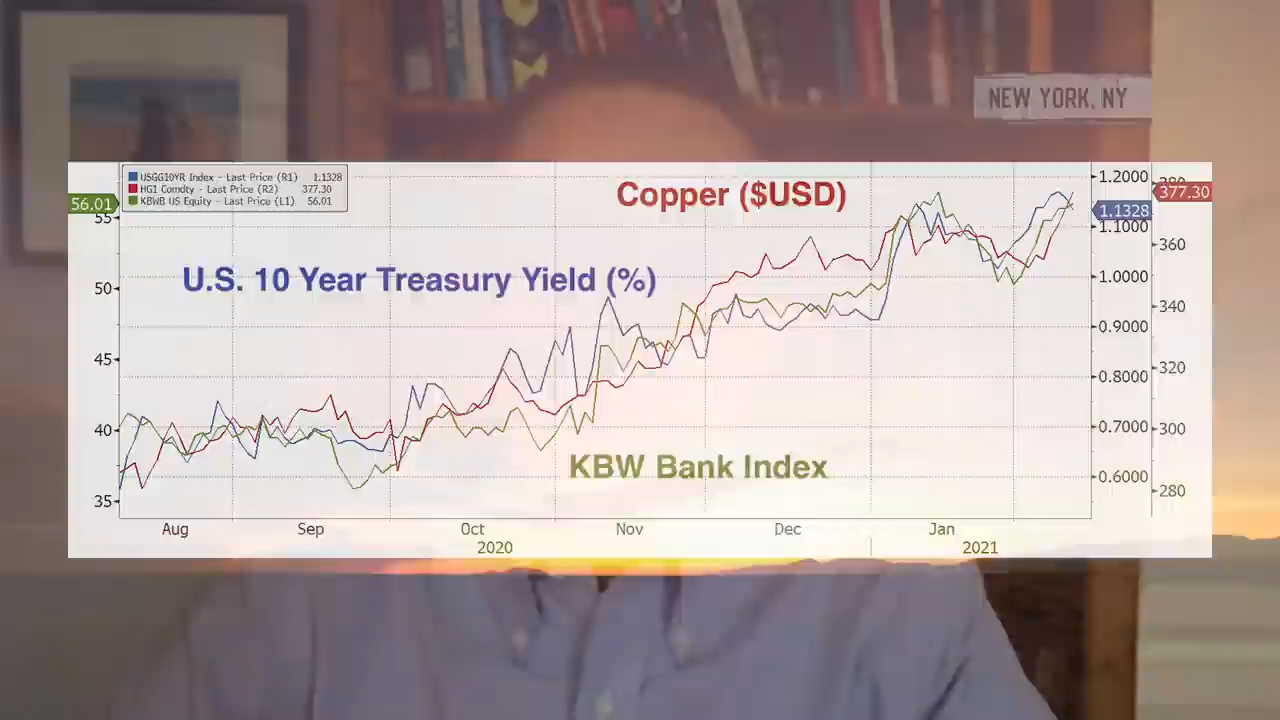 NEW YORK, NY
USGG10YR Index - Last Price (R1) 1.1328
HG1 Comdty - Last Price (R2) 377.30
KBWB US Equity - Last Price (L1) 56.01
Copper ($USD)
U.S. 10 Year Treasury Yield (%)
KBW Bank Index
56.01
55
50
45
40
35
1.2000
1.1328
1.1000
1.0000
0.9000
0.8000
0.7000
0.6000
380
377.30
360
340
320
300
280
Aug Sep Oct Nov Dec Jan
2020 2021